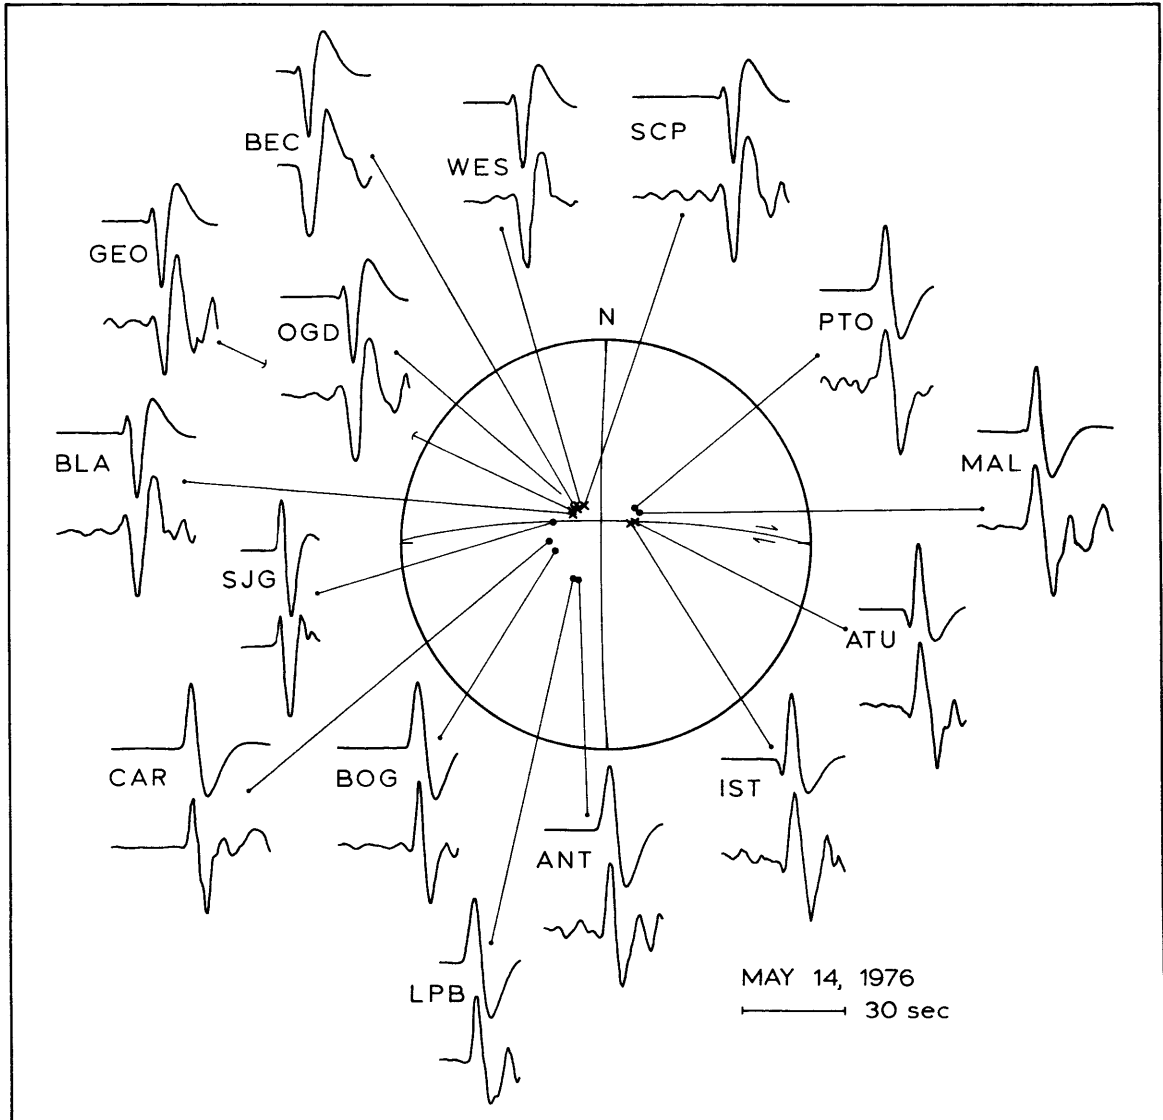 BEC
WES
SCP
GEO
OGD
N
PTO
BLA
MAL
SJG
ATU
CAR
BOG
IST
ANT
LPB
MAY 14, 1976
30 sec